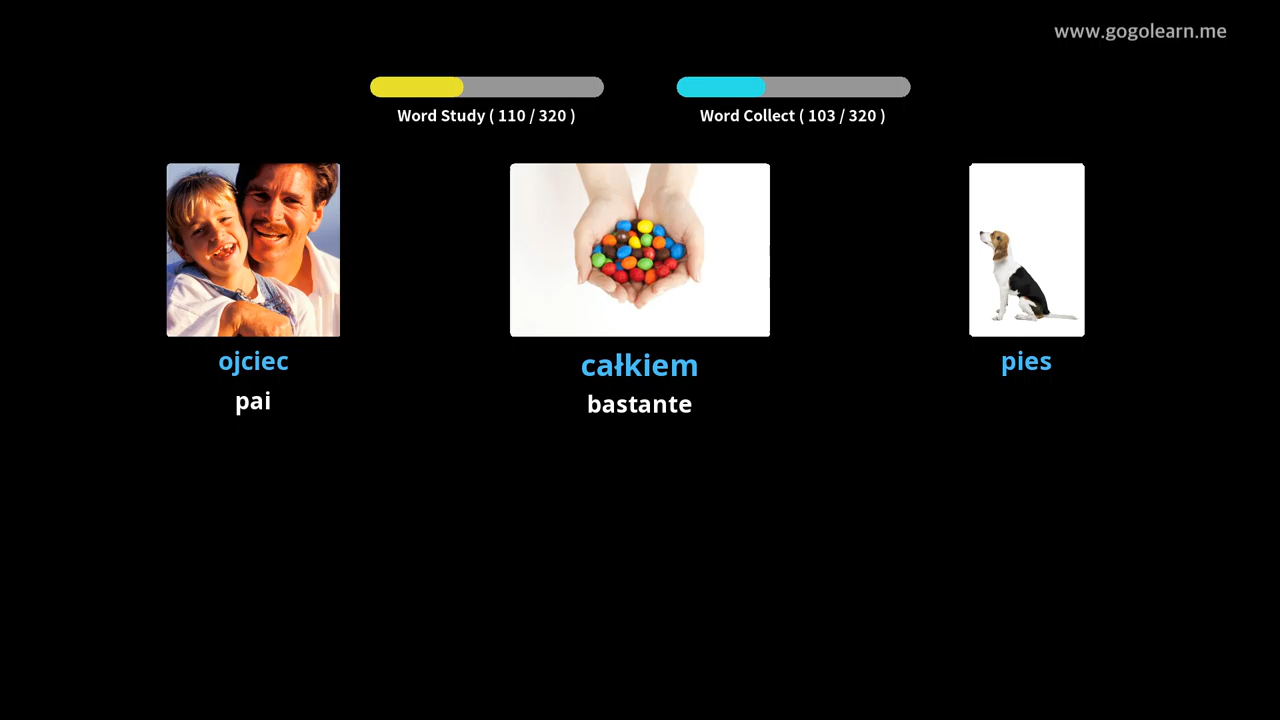 www.gogolearn.me
Word Study ( 110 / 320 )
Word Collect ( 103 / 320 )
ojciec
pai
całkiem
bastante
pies